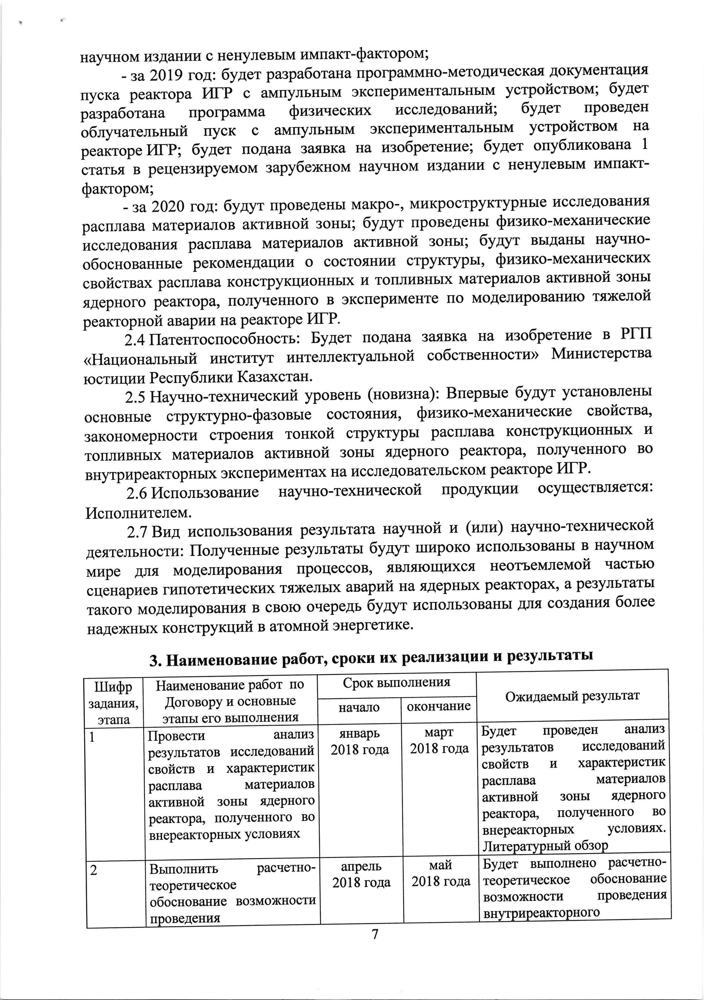 научном издании с ненулевым импакт-фактором;
- за 2019 год: будет разработана программно-методическая документация
пуска реактора ИГР с ампульным экспериментальным устройством; будет
разработана программа физических исследований; будет проведен
облучательный пуск с ампульным экспериментальным устройством на
реакторе ИГР; будет подана заявка на изобретение; будет опубликована 1
статья в рецензируемом зарубежном научном издании с ненулевым импакт-
фактором;
- за 2020 год: будут проведены макро-, микроструктурные исследования
расплава материалов активной зоны; будут проведены физико-механические
исследования расплава материалов активной зоны; будут выданы научно-
обоснованные рекомендации о состоянии структуры, физико-механических
свойствах расплава конструкционных и топливных материалов активной зоны
ядерного реактора, полученного в эксперименте по моделированию тяжелой
реакторной аварии на реакторе ИГР.
2.4 Патентоспособность: Будет подана заявка на изобретение в РГП
«Национальный институт интеллектуальной собственности» Министерства
юстиции Республики Казахстан.
2.5 Научно-технический уровень (новизна): Впервые будут установлены
основные структурно-фазовые состояния, физико-механические свойства,
закономерности строения тонкой структуры расплава конструкционных и
топливных материалов активной зоны ядерного реактора, полученного во
внутриреакторных экспериментах на исследовательском реакторе ИГР.
2.6 Использование научно-технической продукции осуществляется:
Исполнителем.
2.7 Вид использования результата научной и (или) научно-технической
деятельности: Полученные результаты будут широко использованы в научном
мире для моделирования процессов, являющихся неотъемлемой частью
сценариев гипотетических тяжелых аварий на ядерных реакторах, а результаты
такого моделирования в свою очередь будут использованы для создания более
надежных конструкций в атомной энергетике.
3. Наименование работ, сроки их реализации и результаты
Шифр
задания,
этапа
Наименование работ по
Договору и основные
этапы его выполнения
Срок выполнения
начало
окончание
Ожидаемый результат
1
Провести анализ
результатов исследований
свойств и характеристик
расплава материалов
активной зоны ядерного
реактора, полученного во
внереакторных условиях
январь
2018 года
март
2018 года
Будет проведен анализ
результатов исследований
свойств и характеристик
расплава материалов
активной зоны ядерного
реактора, полученного во
внереакторных условиях.
Литературный обзор
2
Выполнить расчетно-
теоретическое
обоснование возможности
проведения
апрель
2018 года
май
2018 года
Будет выполнено расчетно-
теоретическое обоснование
возможности проведения
внутриреакторного
7